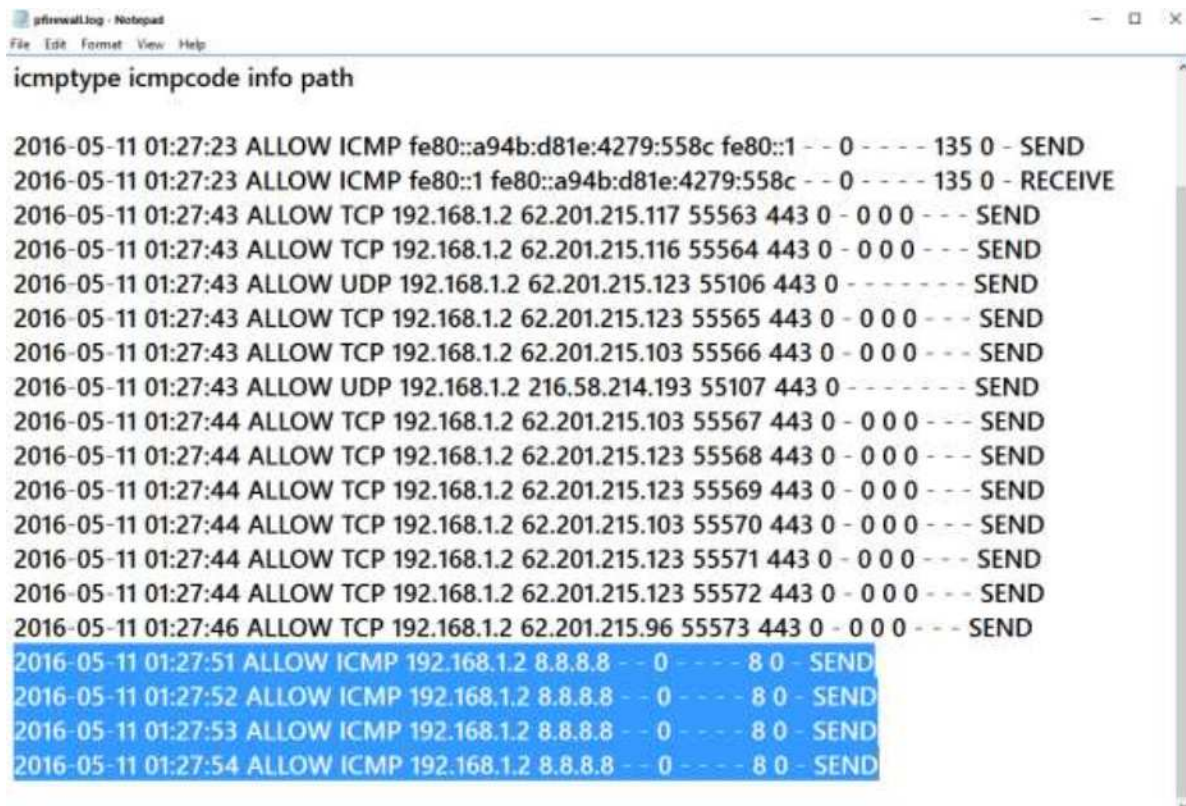 pfirewall.log - Notepad
File Edit Format View Help
icmptype icmpcode info path
2016-05-11 01:27:23 ALLOW ICMP fe80::a94b:d81e:4279:558c fe80::1 - - 0 - - - - 135 0 - SEND
2016-05-11 01:27:23 ALLOW ICMP fe80::1 fe80::a94b:d81e:4279:558c - - 0 - - - - 135 0 - RECEIVE
2016-05-11 01:27:43 ALLOW TCP 192.168.1.2 62.201.215.117 55563 443 0 - 0 0 0 - - - SEND
2016-05-11 01:27:43 ALLOW TCP 192.168.1.2 62.201.215.116 55564 443 0 - 0 0 0 - - - SEND
2016-05-11 01:27:43 ALLOW UDP 192.168.1.2 62.201.215.123 55106 443 0 - - - - - - - SEND
2016-05-11 01:27:43 ALLOW TCP 192.168.1.2 62.201.215.123 55565 443 0 - 0 0 0 - - - SEND
2016-05-11 01:27:43 ALLOW TCP 192.168.1.2 62.201.215.103 55566 443 0 - 0 0 0 - - - SEND
2016-05-11 01:27:43 ALLOW UDP 192.168.1.2 216.58.214.193 55107 443 0 - - - - - - - SEND
2016-05-11 01:27:44 ALLOW TCP 192.168.1.2 62.201.215.103 55567 443 0 - 0 0 0 - - - SEND
2016-05-11 01:27:44 ALLOW TCP 192.168.1.2 62.201.215.123 55568 443 0 - 0 0 0 - - - SEND
2016-05-11 01:27:44 ALLOW TCP 192.168.1.2 62.201.215.123 55569 443 0 - 0 0 0 - - - SEND
2016-05-11 01:27:44 ALLOW TCP 192.168.1.2 62.201.215.103 55570 443 0 - 0 0 0 - - - SEND
2016-05-11 01:27:44 ALLOW TCP 192.168.1.2 62.201.215.123 55571 443 0 - 0 0 0 - - - SEND
2016-05-11 01:27:44 ALLOW TCP 192.168.1.2 62.201.215.123 55572 443 0 - 0 0 0 - - - SEND
2016-05-11 01:27:46 ALLOW TCP 192.168.1.2 62.201.215.96 55573 443 0 - 0 0 0 - - - SEND
2016-05-11 01:27:51 ALLOW ICMP 192.168.1.2 8.8.8.8 - - 0 - - - - 8 0 - SEND
2016-05-11 01:27:52 ALLOW ICMP 192.168.1.2 8.8.8.8 - - 0 - - - - 8 0 - SEND
2016-05-11 01:27:53 ALLOW ICMP 192.168.1.2 8.8.8.8 - - 0 - - - - 8 0 - SEND
2016-05-11 01:27:54 ALLOW ICMP 192.168.1.2 8.8.8.8 - - 0 - - - - 8 0 - SEND